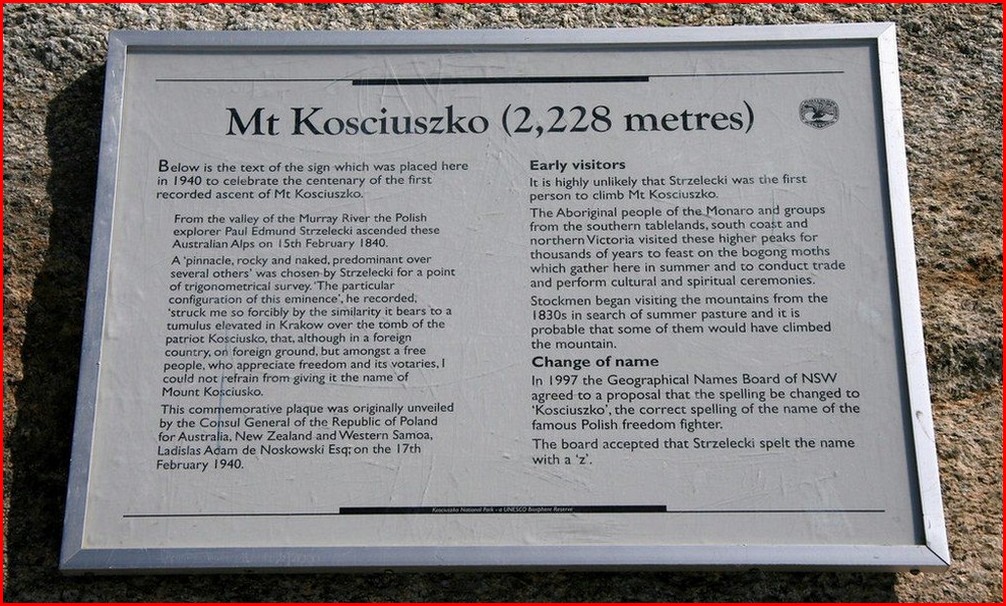 Mt Kosciuszko (2,228 metres)
Below is the text of the sign which was placed here
in 1940 to celebrate the centenary of the first
recorded ascent of Mt Kosciuszko.
From the valley of the Murray River the Polish
explorer Paul Edmund Strzelecki ascended these
Australian Alps on 15th February 1840.
A 'pinnacle, rocky and naked, predominant over
several others' was chosen by Strzelecki for a point
of trigonometrical survey. 'The particular
configuration of this eminence', he recorded,
'struck me so forcibly by the similarity it bears to a
tumulus elevated in Krakow over the tomb of the
patriot Kosciusko, that, although in a foreign
country, on foreign ground, but amongst a free
people, who appreciate freedom and its votaries, I
could not refrain from giving it the name of
Mount Kosciusko.
This commemorative plaque was originally unveiled
by the Consul General of the Republic of Poland
for Australia, New Zealand and Western Samoa,
Ladislas Adam de Noskowski Esq; on the 17th
February 1940.
Early visitors
It is highly unlikely that Strzelecki was the first
person to climb Mt Kosciuszko.
The Aboriginal people of the Monaro and groups
from the southern tablelands, south coast and
northern Victoria visited these higher peaks for
thousands of years to feast on the bogong moths
which gather here in summer and to conduct trade
and perform cultural and spiritual ceremonies.
Stockmen began visiting the mountains from the
1830s in search of summer pasture and it is
probable that some of them would have climbed
the mountain.
Change of name
In 1997 the Geographical Names Board of NSW
agreed to a proposal that the spelling be changed to
'Kosciuszko', the correct spelling of the name of the
famous Polish freedom fighter.
The board accepted that Strzelecki spelt the name
with a 'z'.
Kosciuszko National Park - a UNESCO Biosphere Reserve